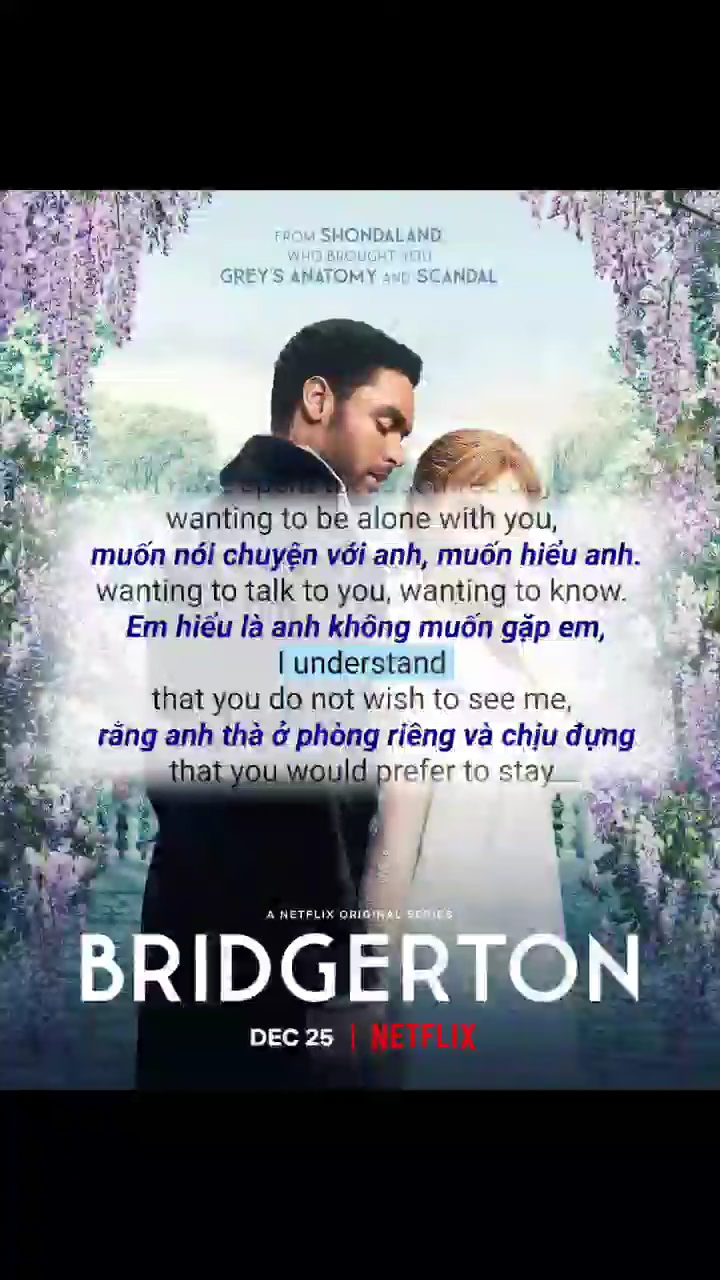 FROM SHONDALAND
WHO BROUGHT YOU
GREY'S ANATOMY AND SCANDAL
wanting to be alone with you,
muốn nói chuyện với anh, muốn hiểu anh.
wanting to talk to you, wanting to know.
Em hiểu là anh không muốn gặp em,
I understand
that you do not wish to see me,
rằng anh thà ở phòng riêng và chịu đựng
that you would prefer to stay
A NETFLIX ORIGINAL SERIES
BRIDGERTON
DEC 25 | NETFLIX